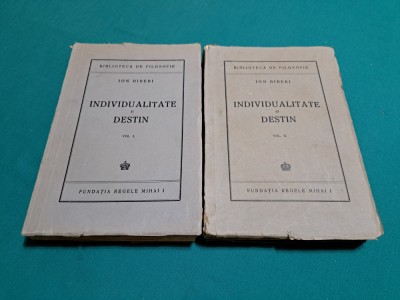 BIBLIOTECA DE FILOSOFIE
ION BIBERI
INDIVIDUALITATE
ȘI
DESTIN
VOL. I.
FUNDAȚIA REGELE MIHAI I
BIBLIOTECA DE FILOSOFIE
ION BIBERI
INDIVIDUALITATE
ȘI
DESTIN
VOL. II.
FUNDAȚIA REGELE MIHAI I